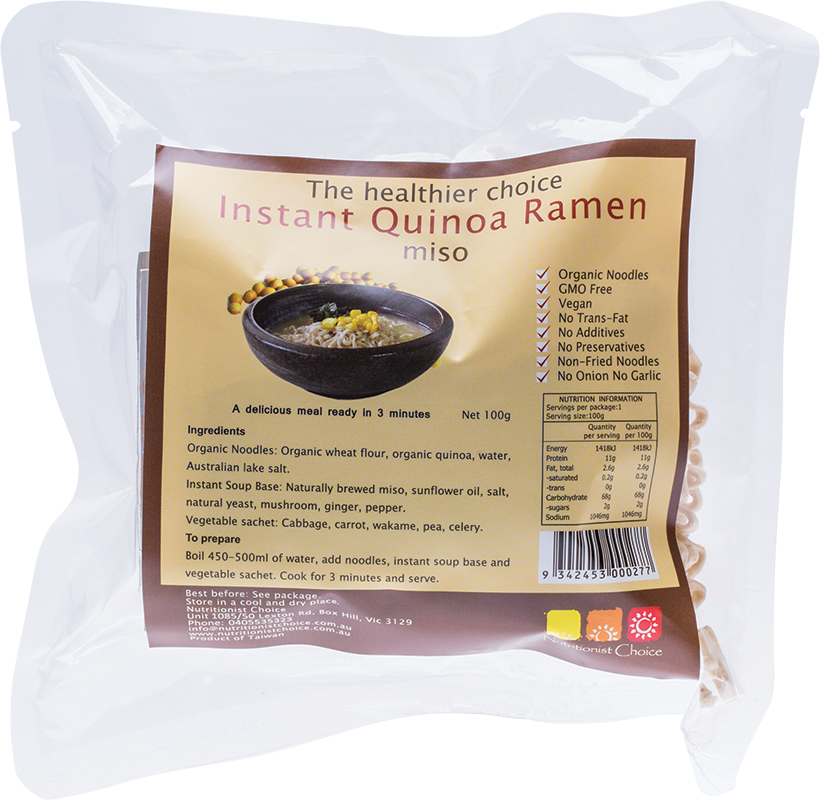 The healthier choice
Instant Quinoa Ramen
miso
Organic Noodles
GMO Free
Vegan
No Trans-Fat
No Additives
No Preservatives
Non-Fried Noodles
No Onion No Garlic
A delicious meal ready in 3 minutes Net 100g
Ingredients
Organic Noodles: Organic wheat flour, organic quinoa, water,
Australian lake salt.
Instant Soup Base: Naturally brewed miso, sunflower oil, salt,
natural yeast, mushroom, ginger, pepper.
Vegetable sachet: Cabbage, carrot, wakame, pea, celery.
To prepare
Boil 450-500ml of water, add noodles, instant soup base and
vegetable sachet. Cook for 3 minutes and serve.
NUTRITION INFORMATION
Servings per package:1
Serving size:100g
Quantity Quantity
per serving per 100g
Energy 1418kJ 1418kJ
Protein 11g 11g
Fat, total 2.6g 2.6g
-saturated 0.2g 0.2g
-trans 0g 0g
Carbohydrate 68g 68g
-sugars 2g 2g
Sodium 1046mg 1046mg
9 342453 000277
Best before: See package.
Store in a cool and dry place.
Nutritionist Choice
Unit 1085/50 Lexton Rd, Box Hill, Vic 3129
Phone: 0405535323
info@nutritionistchoice.com.au
www.nutritionistchoice.com.au
Product of Taiwan
Nutritionist Choice